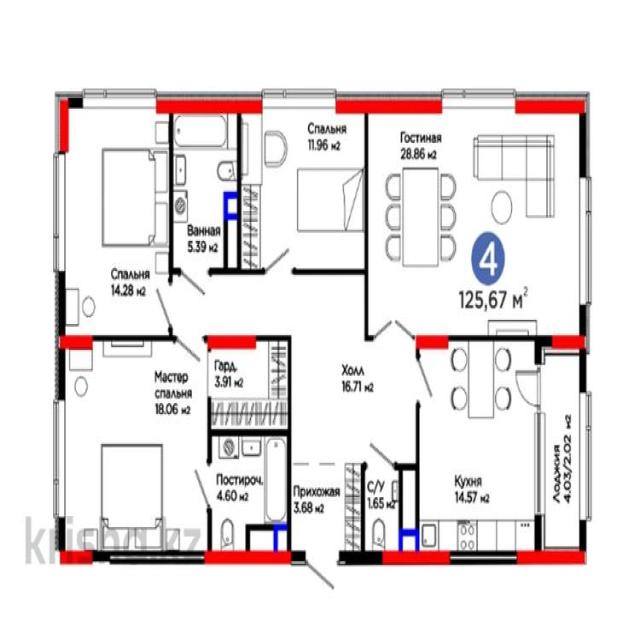 Спальня
11.96 м2
Гостиная
28.86 м2
Ванная
5.39 м2
Спальня
14.28 м2
4
125,67 м2
Гард.
3.91 м2
Мастер
спальня
18.06 м2
Холл
16.71 м2
Постироч.
4.60 м2
Прихожая
3.68 м2
С/У
1.65 м2
Кухня
14.57 м2
Лоджия
4.03/2.02 м2
krisha.kz